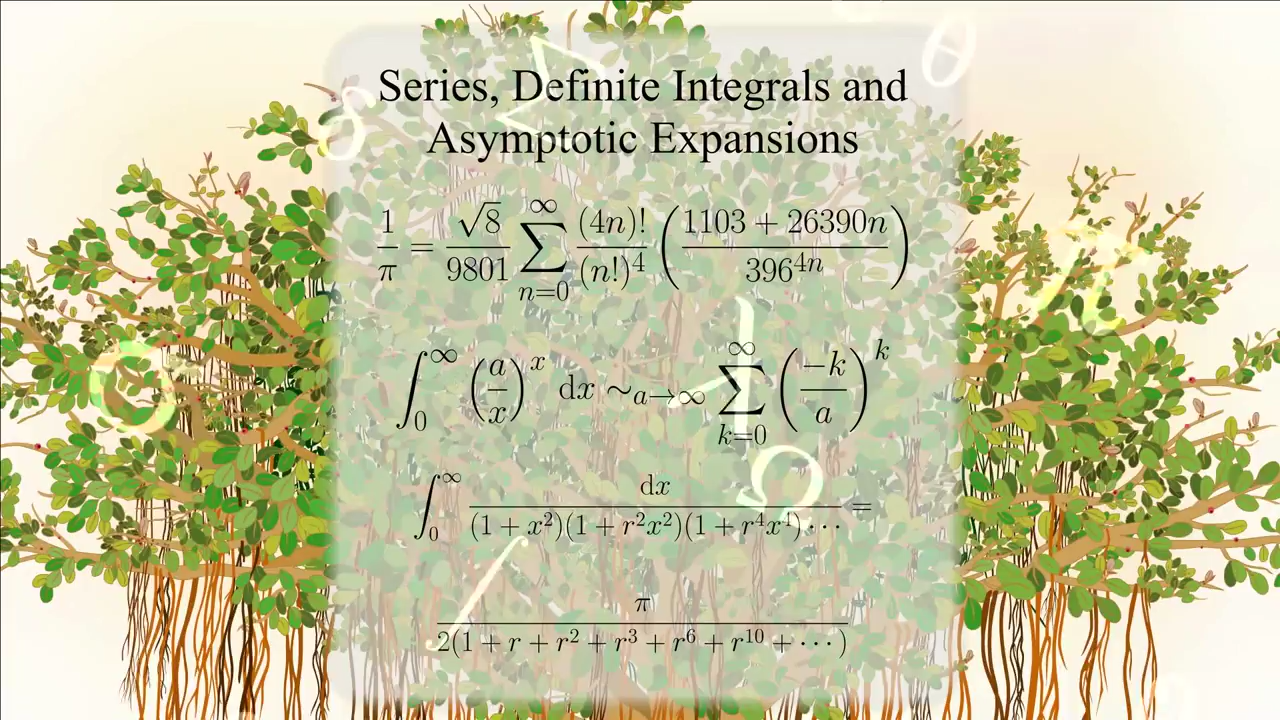 Series, Definite Integrals and
Asymptotic Expansions
1/π = √8/9801 ∑_{n=0}^{∞} (4n)!/(n!)^4 ((1103 + 26390n)/396^{4n})
∫_0^∞ (a/x)^x dx ∼_{a→∞} ∑_{k=0}^{∞} (−k/a)^k
∫_0^∞ dx/((1 + x^2)(1 + r^2x^2)(1 + r^4x^4)⋯) =
π/(2(1 + r + r^2 + r^3 + r^6 + r^{10} + ⋯))